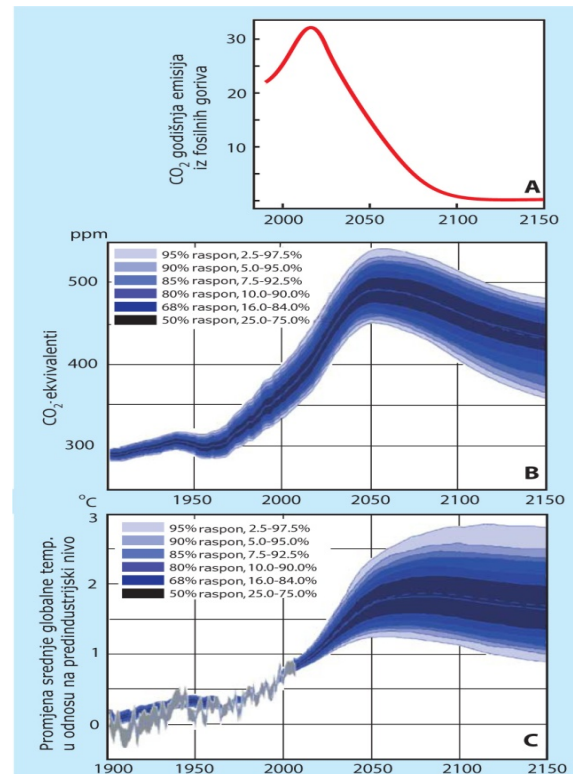 30
20
10
CO₂ godišnja emisija
iz fosilnih goriva
A
2000
2050
2100
2150
ppm
500
400
300
CO₂-ekvivalenti
95% raspon, 2.5-97.5%
90% raspon, 5.0-95.0%
85% raspon, 7.5-92.5%
80% raspon, 10.0-90.0%
68% raspon, 16.0-84.0%
50% raspon, 25.0-75.0%
B
1950
2000
2050
2100
2150
°C
3
2
1
0
Promjena srednje globalne temp.
u odnosu na predindustrijski nivo
95% raspon, 2.5-97.5%
90% raspon, 5.0-95.0%
85% raspon, 7.5-92.5%
80% raspon, 10.0-90.0%
68% raspon, 16.0-84.0%
50% raspon, 25.0-75.0%
C
1900
1950
2000
2050
2100
2150